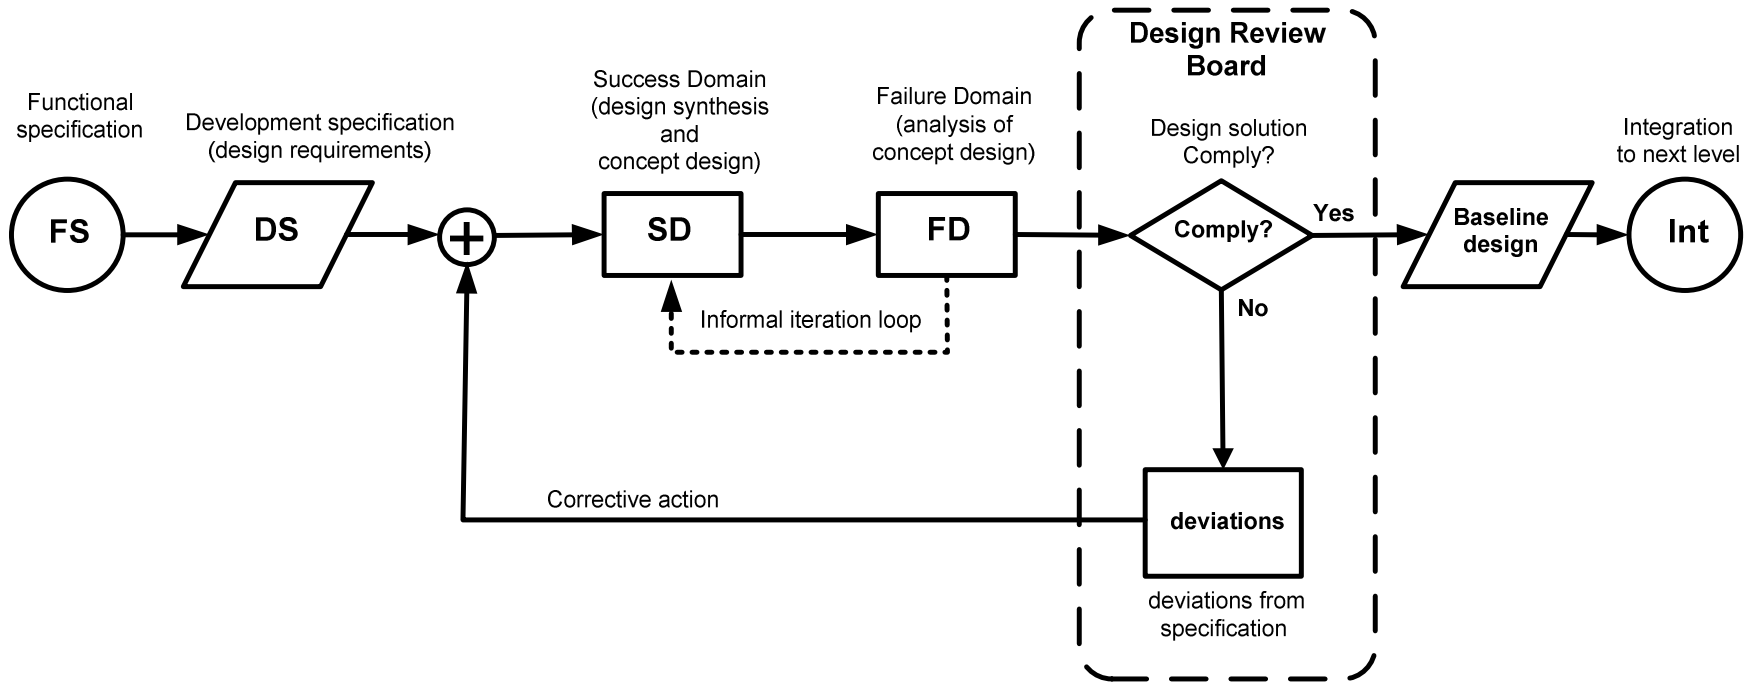 Functional
specification
FS
Development specification
(design requirements)
DS
+
Success Domain
(design synthesis
and
concept design)
SD
Failure Domain
(analysis of
concept design)
FD
Informal iteration loop
Corrective action
Design Review
Board
Design solution
Comply?
Comply?
Yes
No
deviations
deviations from
specification
Baseline
design
Integration
to next level
Int